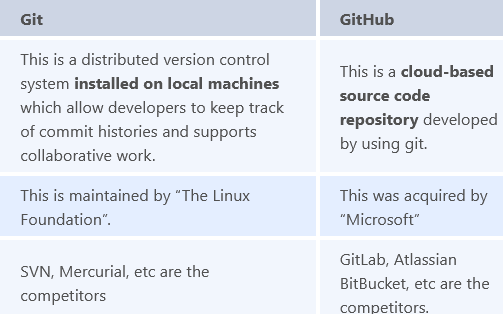 Git
GitHub
This is a distributed version control
system installed on local machines
which allow developers to keep track
of commit histories and supports
collaborative work.
This is a cloud-based
source code
repository developed
by using git.
This is maintained by “The Linux
Foundation”.
This was acquired by
“Microsoft”
SVN, Mercurial, etc are the
competitors
GitLab, Atlassian
BitBucket, etc are the
competitors.